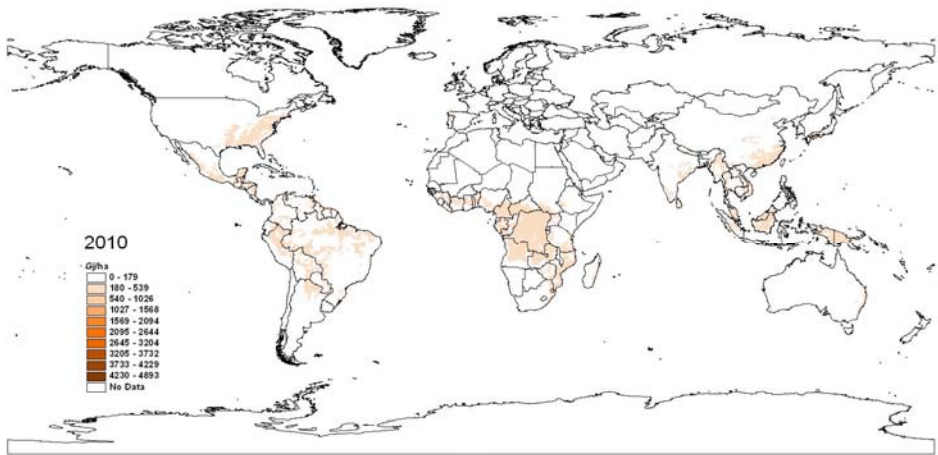 2010
Gj/ha
0 - 179
180 - 539
540 - 1026
1027 - 1568
1569 - 2094
2095 - 2644
2645 - 3204
3205 - 3732
3733 - 4229
4230 - 4893
No Data